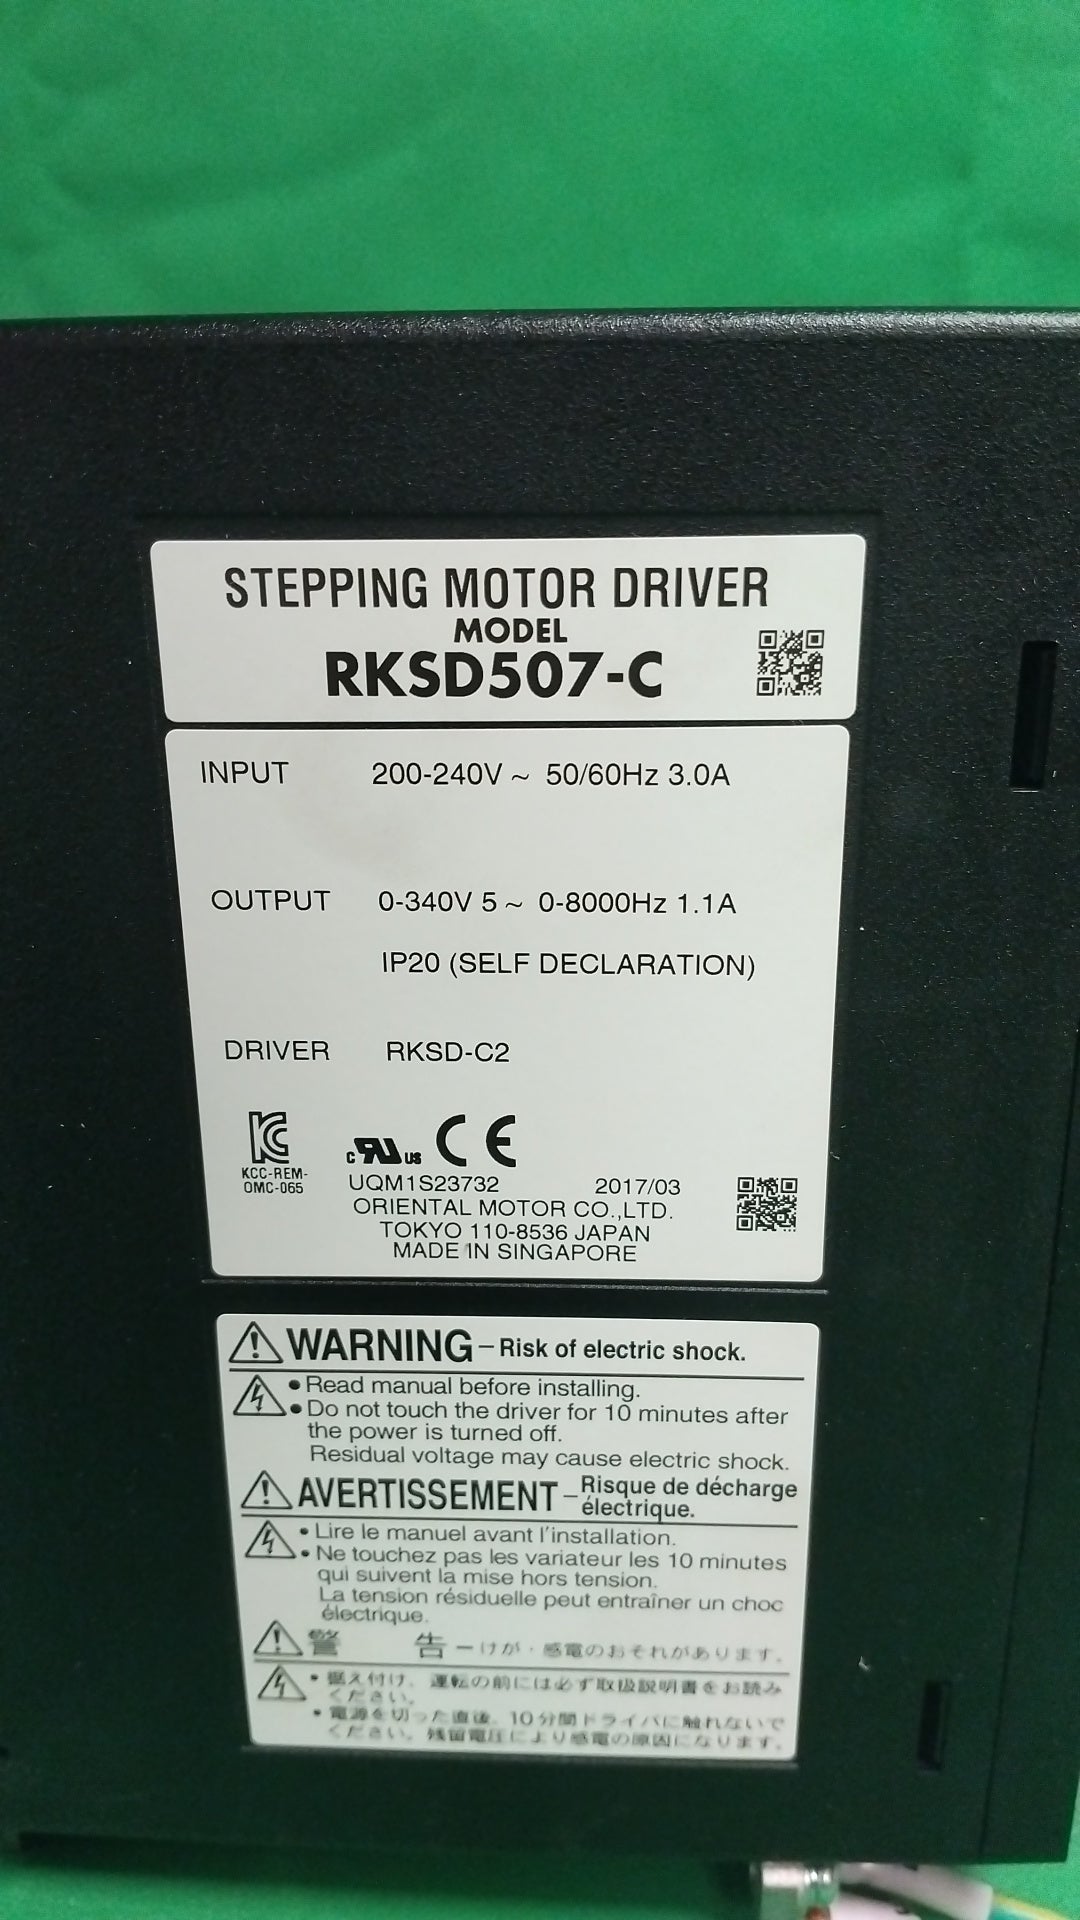 STEPPING MOTOR DRIVER
MODEL
RKSD507-C
INPUT 200-240V ~ 50/60Hz 3.0A
OUTPUT 0-340V 5 ~ 0-8000Hz 1.1A
IP20 (SELF DECLARATION)
DRIVER RKSD-C2
KCC-REM-
OMC-065
c RU us CE
UQM1S23732 2017/03
ORIENTAL MOTOR CO.,LTD.
TOKYO 110-8536 JAPAN
MADE IN SINGAPORE
WARNING – Risk of electric shock.
• Read manual before installing.
• Do not touch the driver for 10 minutes after
the power is turned off.
Residual voltage may cause electric shock.
AVERTISSEMENT – Risque de décharge
électrique.
• Lire le manuel avant l'installation.
• Ne touchez pas les variateur les 10 minutes
qui suivent la mise hors tension.
La tension résiduelle peut entraîner un choc
électrique.
警 告 – けが・感電のおそれがあります。
• 据え付け、運転の前には必ず取扱説明書をお読み
ください。
• 電源を切った直後、10分間ドライバに触れないで
ください。残留電圧により感電の原因になります。